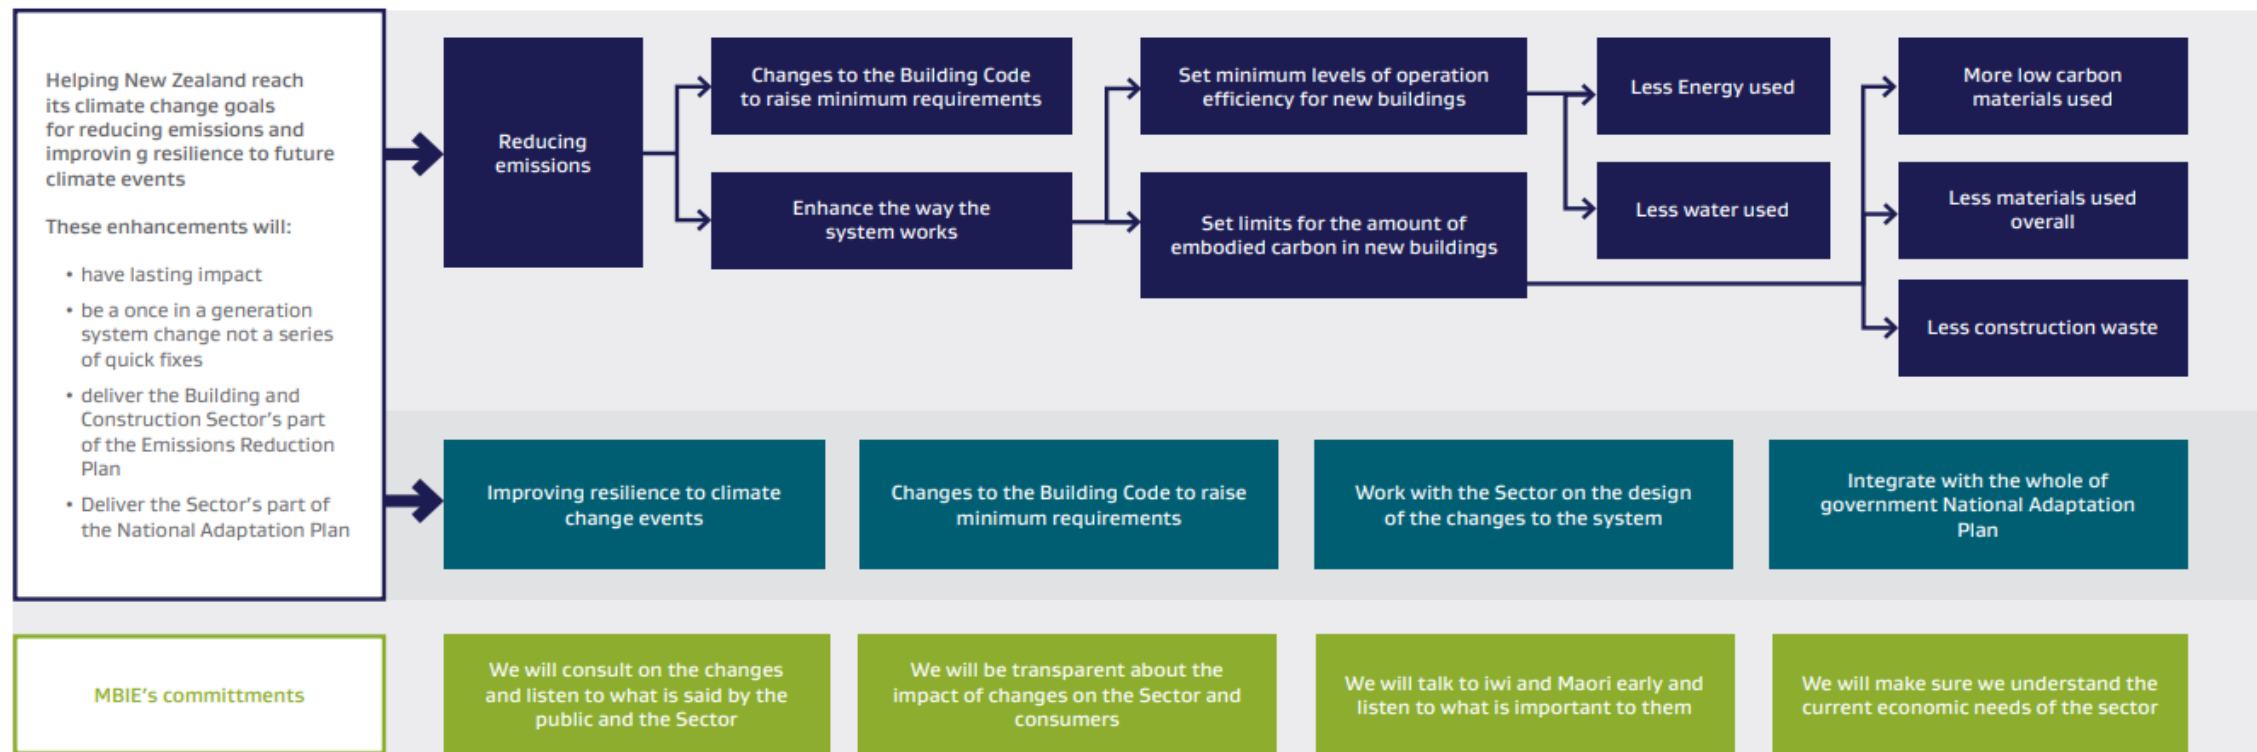 Helping New Zealand reach
its climate change goals
for reducing emissions and
improvin g resilience to future
climate events
These enhancements will:
• have lasting impact
• be a once in a generation
system change not a series
of quick fixes
• deliver the Building and
Construction Sector's part
of the Emissions Reduction
Plan
• Deliver the Sector's part of
the National Adaptation Plan
Reducing
emissions
Changes to the Building Code
to raise minimum requirements
Enhance the way the
system works
Set minimum levels of operation
efficiency for new buildings
Set limits for the amount of
embodied carbon in new buildings
Less Energy used
Less water used
More low carbon
materials used
Less materials used
overall
Less construction waste
Improving resilience to climate
change events
Changes to the Building Code to raise
minimum requirements
Work with the Sector on the design
of the changes to the system
Integrate with the whole of
government National Adaptation
Plan
MBIE's committments
We will consult on the changes
and listen to what is said by the
public and the Sector
We will be transparent about the
impact of changes on the Sector and
consumers
We will talk to iwi and Maori early and
listen to what is important to them
We will make sure we understand the
current economic needs of the sector